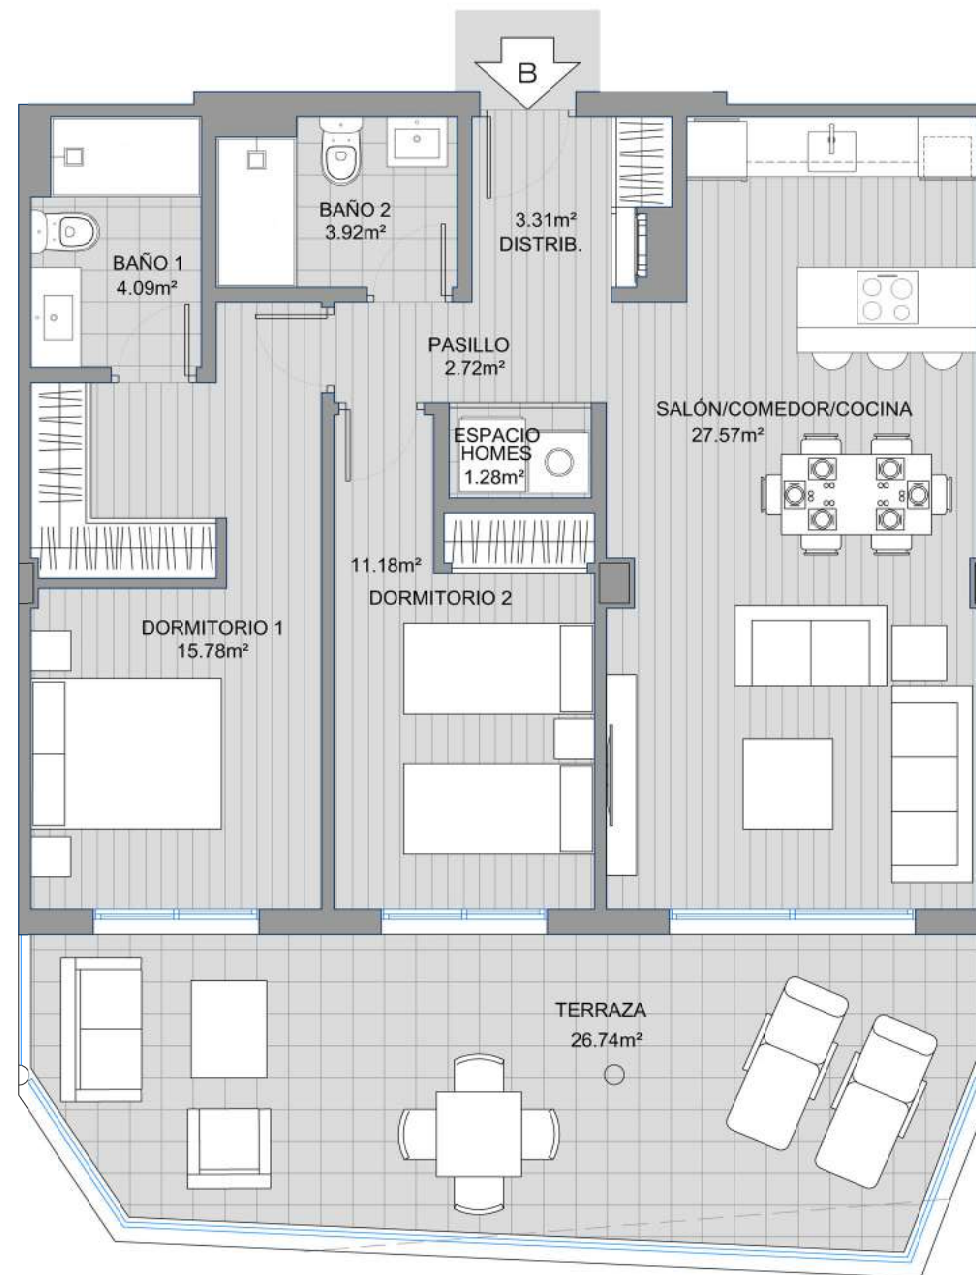 B
BAÑO 2
3.92m²
3.31m²
DISTRIB.
BAÑO 1
4.09m²
PASILLO
2.72m²
SALÓN/COMEDOR/COCINA
27.57m²
ESPACIO
HOMES
1.28m²
11.18m²
DORMITORIO 2
DORMITORIO 1
15.78m²
TERRAZA
26.74m²